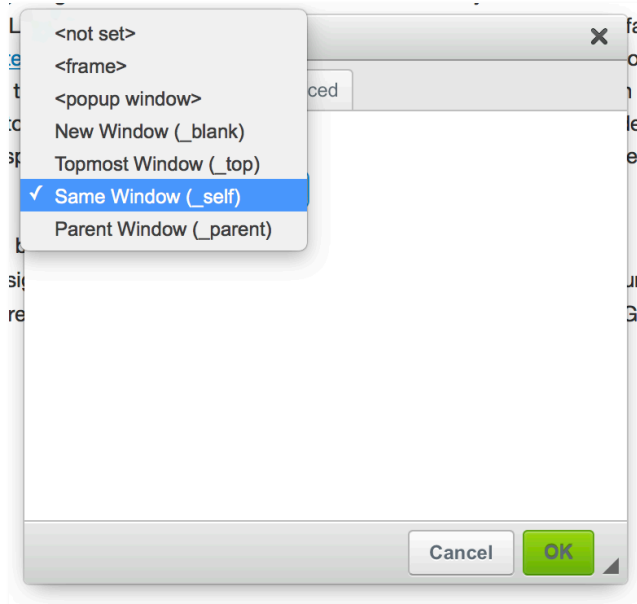 <not set>
<frame>
<popup window>
ced
New Window (_blank)
Topmost Window (_top)
✓ Same Window (_self)
Parent Window (_parent)
Cancel
OK